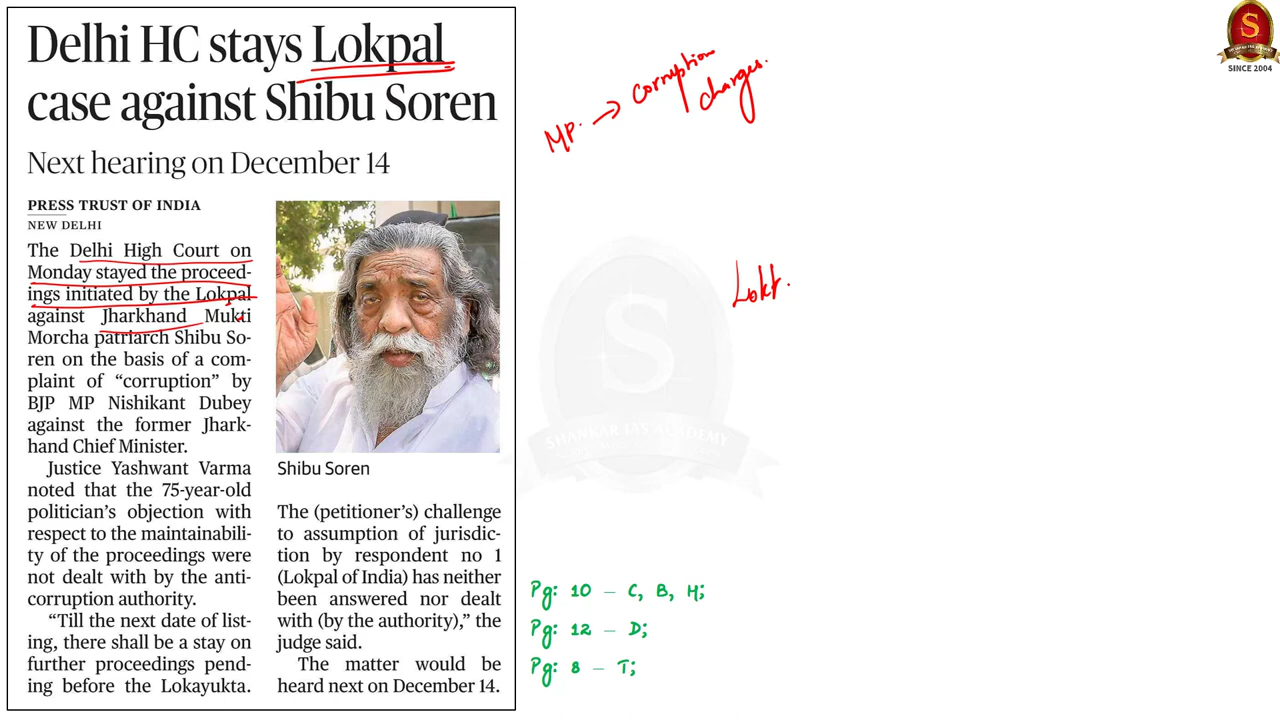 Delhi HC stays Lokpal
case against Shibu Soren
Next hearing on December 14
PRESS TRUST OF INDIA
NEW DELHI
The Delhi High Court on
Monday stayed the proceed-
ings initiated by the Lokpal
against Jharkhand Mukti
Morcha patriarch Shibu So-
ren on the basis of a com-
plaint of “corruption” by
BJP MP Nishikant Dubey
against the former Jhark-
hand Chief Minister.
Justice Yashwant Varma
noted that the 75-year-old
politician’s objection with
respect to the maintainabili-
ty of the proceedings were
not dealt with by the anti-
corruption authority.
“Till the next date of list-
ing, there shall be a stay on
further proceedings pend-
ing before the Lokayukta.
Shibu Soren
The (petitioner’s) challenge
to assumption of jurisdic-
tion by respondent no 1
(Lokpal of India) has neither
been answered nor dealt
with (by the authority),” the
judge said.
The matter would be
heard next on December 14.
MP. → corruption
charges.
Lokt.
Pg: 10 – C, B, H;
Pg: 12 – D;
Pg: 8 – T;
S
SHANKAR IAS ACADEMY
S
SINCE 2004